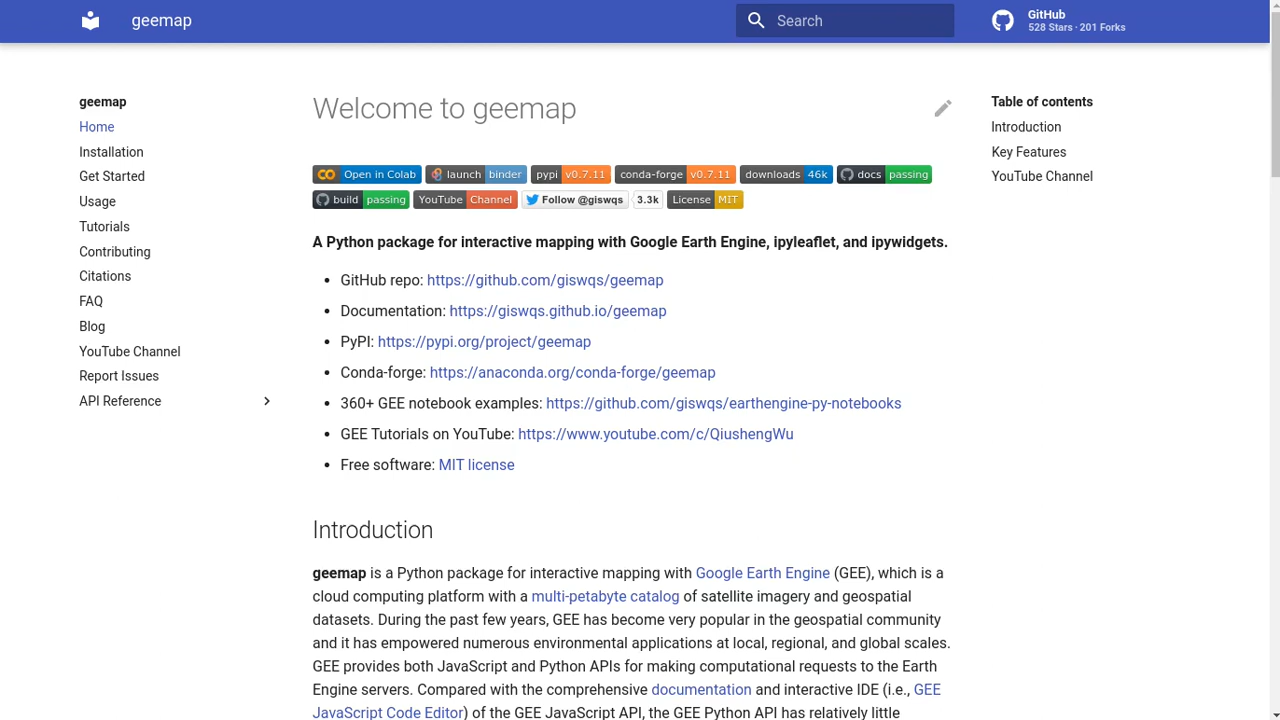 geemap
Search
GitHub
528 Stars · 201 Forks
geemap
Home
Installation
Get Started
Usage
Tutorials
Contributing
Citations
FAQ
Blog
YouTube Channel
Report Issues
API Reference
Welcome to geemap
Open in Colab launch binder pypi v0.7.11 conda-forge v0.7.11 downloads 46k docs passing
build passing YouTube Channel Follow @giswqs 3.3k License MIT
A Python package for interactive mapping with Google Earth Engine, ipyleaflet, and ipywidgets.
• GitHub repo: https://github.com/giswqs/geemap
• Documentation: https://giswqs.github.io/geemap
• PyPI: https://pypi.org/project/geemap
• Conda-forge: https://anaconda.org/conda-forge/geemap
• 360+ GEE notebook examples: https://github.com/giswqs/earthengine-py-notebooks
• GEE Tutorials on YouTube: https://www.youtube.com/c/QiushengWu
• Free software: MIT license
Introduction
geemap is a Python package for interactive mapping with Google Earth Engine (GEE), which is a
cloud computing platform with a multi-petabyte catalog of satellite imagery and geospatial
datasets. During the past few years, GEE has become very popular in the geospatial community
and it has empowered numerous environmental applications at local, regional, and global scales.
GEE provides both JavaScript and Python APIs for making computational requests to the Earth
Engine servers. Compared with the comprehensive documentation and interactive IDE (i.e., GEE
JavaScript Code Editor) of the GEE JavaScript API, the GEE Python API has relatively little
Table of contents
Introduction
Key Features
YouTube Channel